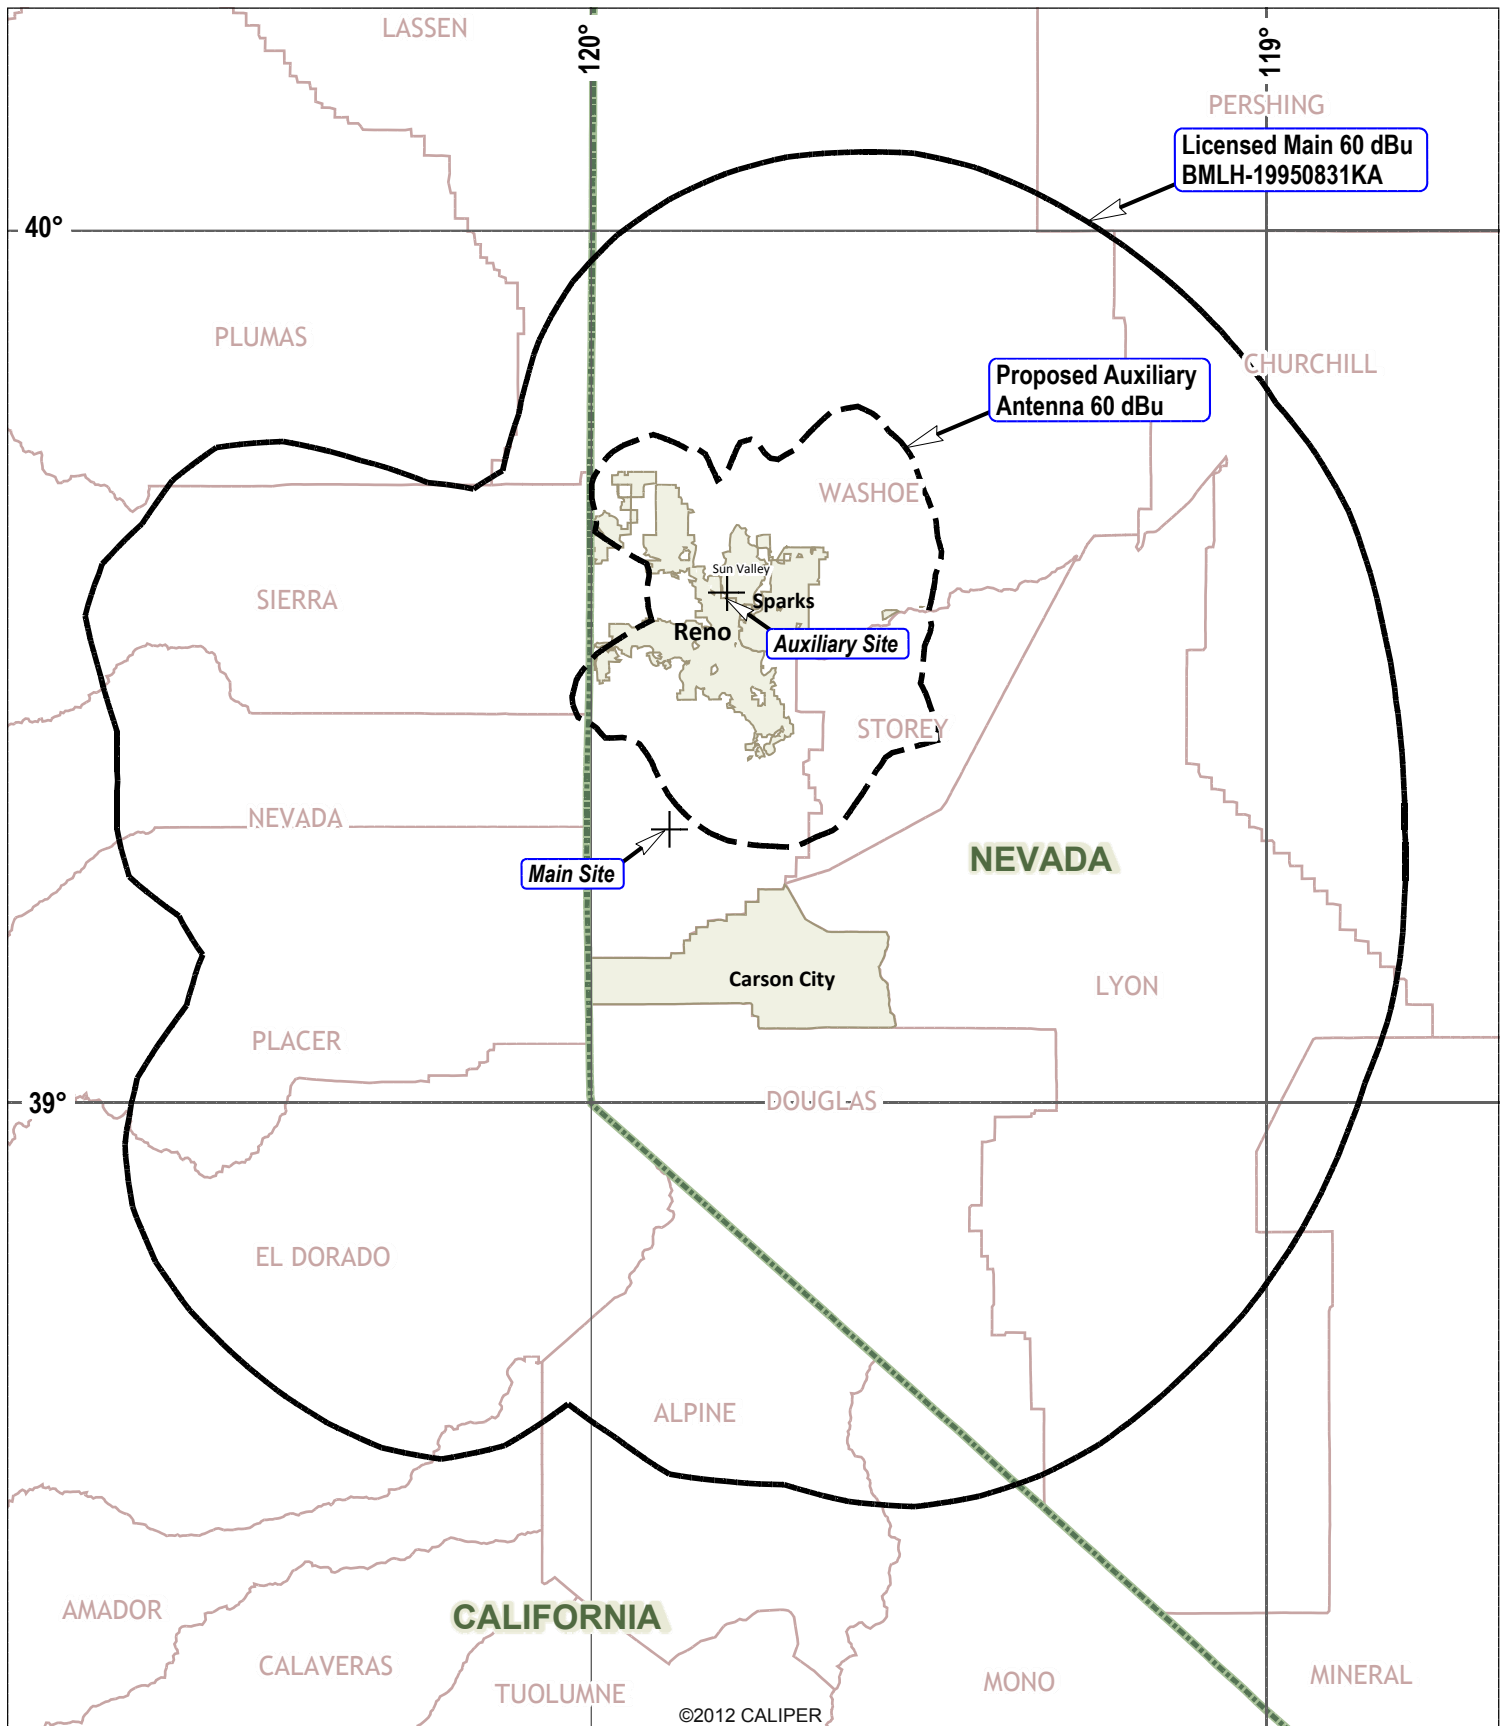 LASSEN
120°
119°
PERSHING
Licensed Main 60 dBu
BMLH-19950831KA
40°
PLUMAS
CHURCHILL
Proposed Auxiliary
Antenna 60 dBu
WASHOE
Sun Valley
SIERRA
Sparks
Reno
Auxiliary Site
STOREY
NEVADA
NEVADA
Main Site
Carson City
LYON
PLACER
39°
DOUGLAS
EL DORADO
ALPINE
AMADOR
CALIFORNIA
CALAVERAS
TUOLUMNE
MONO
MINERAL
©2012 CALIPER